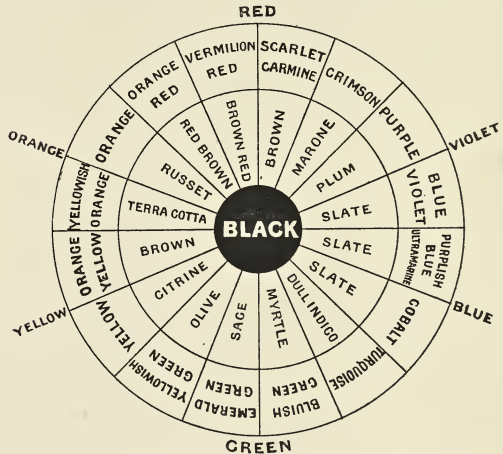 RED
VERMILION
RED
SCARLET
CARMINE
ORANGE
RED
CRIMSON
ORANGE
ORANGE
PURPLE
VIOLET
RED BROWN
BROWN RED
BROWN
MARONE
RUSSET
PLUM
YELLOWISH
ORANGE
TERRA COTTA
SLATE
BLUE
VIOLET
BLACK
ORANGE
YELLOW
BROWN
SLATE
PURPLISH
BLUE
ULTRAMARINE
YELLOW
YELLOW
CITRINE
OLIVE
SAGE
MYRTLE
DULL INDIGO
SLATE
COBALT
BLUE
YELLOWISH
GREEN
EMERALD
GREEN
BLUISH
GREEN
TURQUOISE
GREEN